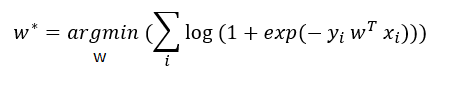 w* = argmin (∑ log (1 + exp(− yᵢ wᵀ xᵢ)))
w
i